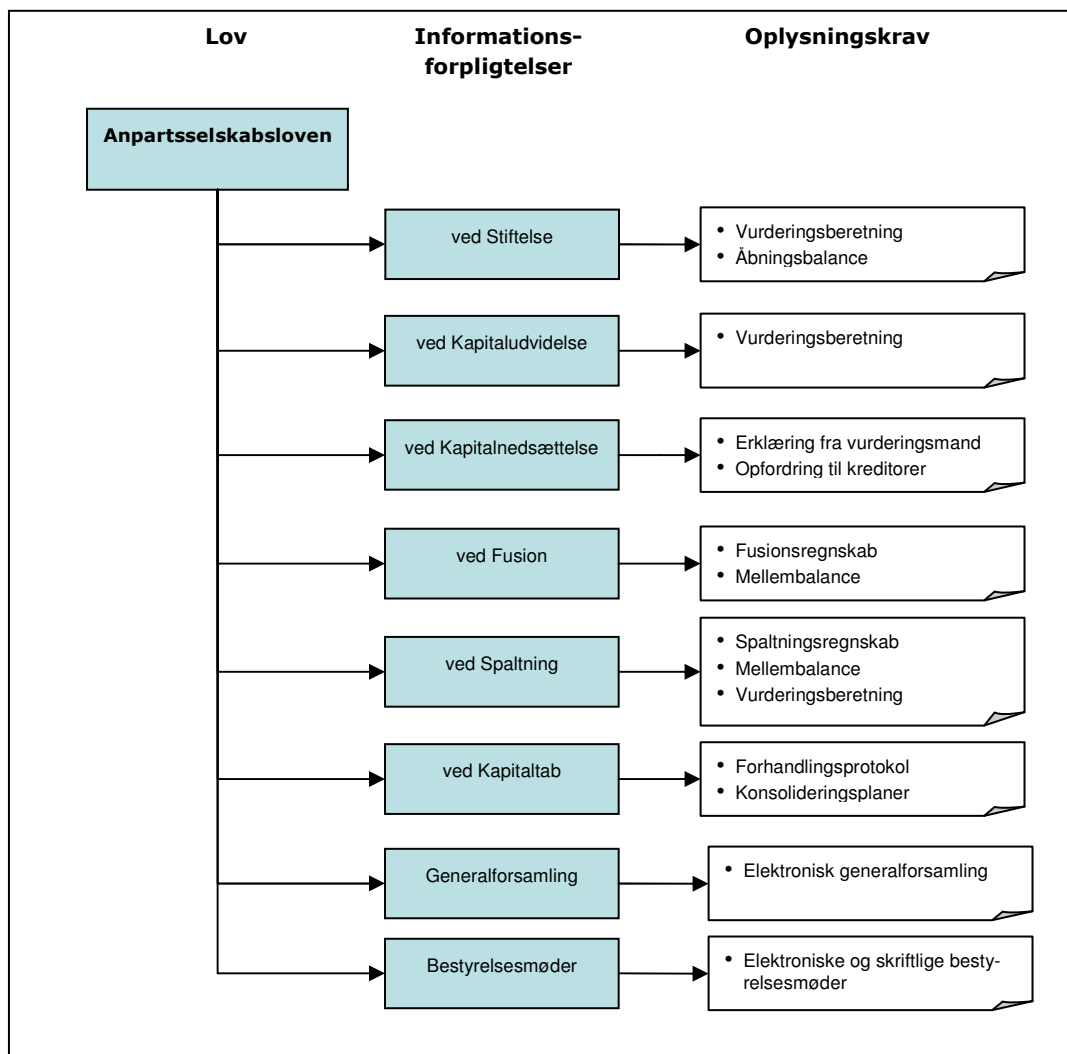 Lov
Informations-
forpligtelser
Oplysningskrav
Anpartsselskabsloven
ved Stiftelse
• Vurderingsberetning
• Åbningsbalance
ved Kapitaludvidelse
• Vurderingsberetning
ved Kapitalnedsættelse
• Erklæring fra vurderingsmand
• Opfordring til kreditorer
ved Fusion
• Fusionsregnskab
• Mellembalance
ved Spaltning
• Spaltningsregnskab
• Mellembalance
• Vurderingsberetning
ved Kapitaltab
• Forhandlingsprotokol
• Konsolideringsplaner
Generalforsamling
• Elektronisk generalforsamling
Bestyrelsesmøder
• Elektroniske og skriftlige besty-
relsesmøder